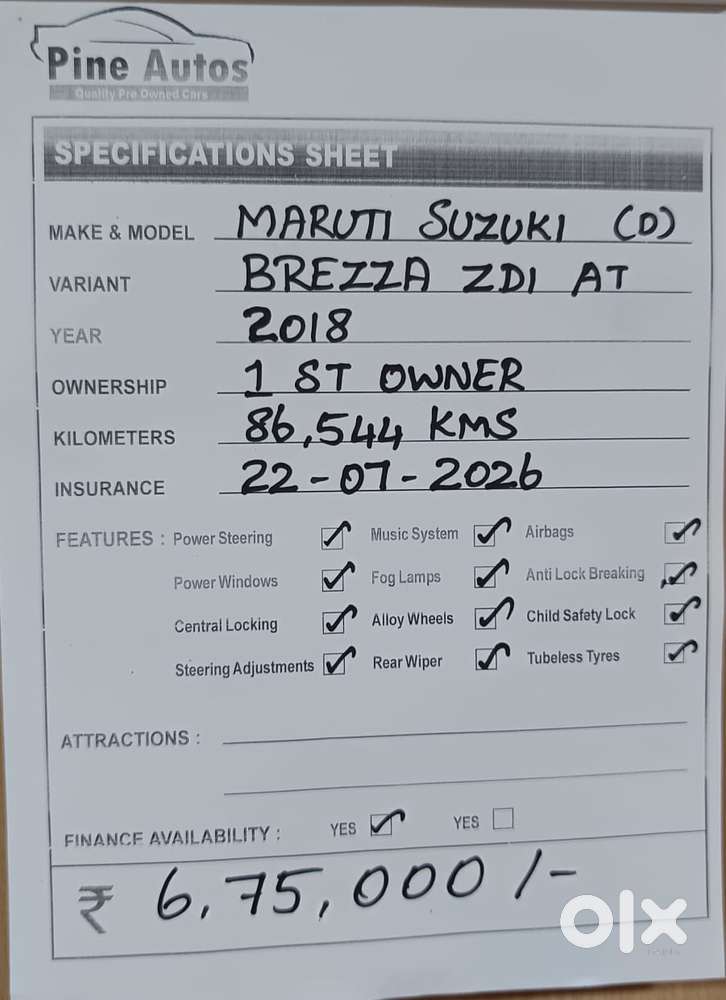 Pine Autos
Quality Pre Owned Cars
SPECIFICATIONS SHEET
MAKE & MODEL MARUTI SUZUKI (D)
VARIANT BREZZA ZDI AT
YEAR 2018
OWNERSHIP 1 ST OWNER
KILOMETERS 86,544 KMS
INSURANCE 22-07-2026
FEATURES : Power Steering Music System Airbags
Power Windows Fog Lamps Anti Lock Breaking
Central Locking Alloy Wheels Child Safety Lock
Steering Adjustments Rear Wiper Tubeless Tyres
ATTRACTIONS :
FINANCE AVAILABILITY : YES YES
₹ 6,75,000/-
olx